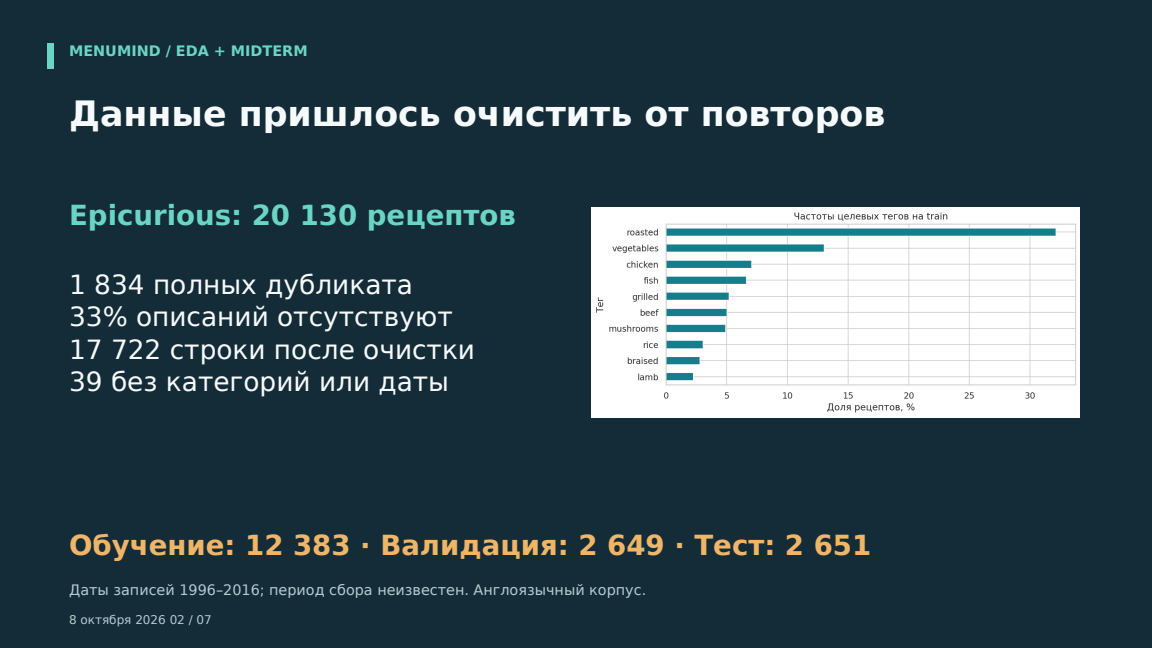 MENUMIND / EDA + MIDTERM
Данные пришлось очистить от повторов
Epicurious: 20 130 рецептов
1 834 полных дубликата
33% описаний отсутствуют
17 722 строки после очистки
39 без категорий или даты
Частоты целевых тегов на train
Тег
roasted
vegetables
chicken
fish
grilled
beef
mushrooms
rice
braised
lamb
0 5 10 15 20 25 30
Доля рецептов, %
Обучение: 12 383 · Валидация: 2 649 · Тест: 2 651
Даты записей 1996–2016; период сбора неизвестен. Англоязычный корпус.
8 октября 2026 02 / 07